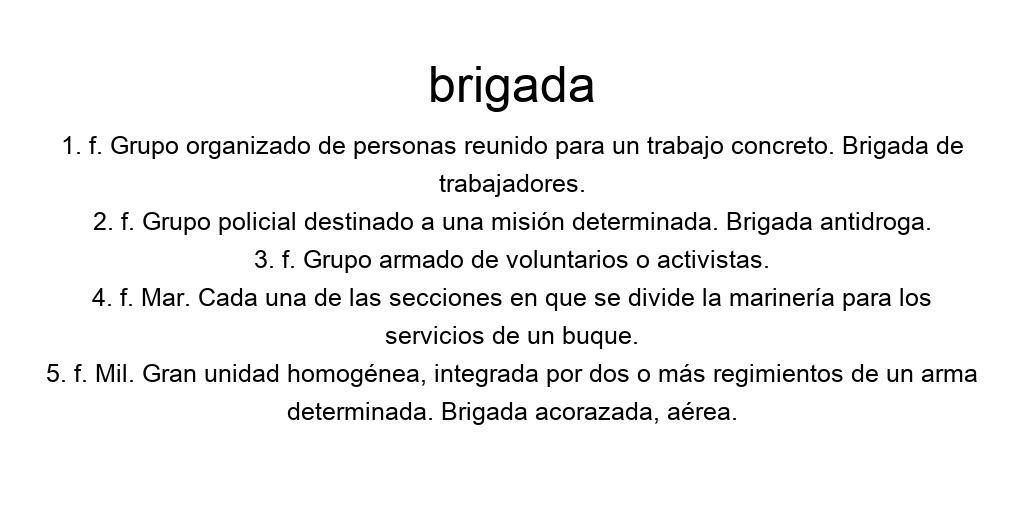 brigada
1. f. Grupo organizado de personas reunido para un trabajo concreto. Brigada de
trabajadores.
2. f. Grupo policial destinado a una misión determinada. Brigada antidroga.
3. f. Grupo armado de voluntarios o activistas.
4. f. Mar. Cada una de las secciones en que se divide la marinería para los
servicios de un buque.
5. f. Mil. Gran unidad homogénea, integrada por dos o más regimientos de un arma
determinada. Brigada acorazada, aérea.